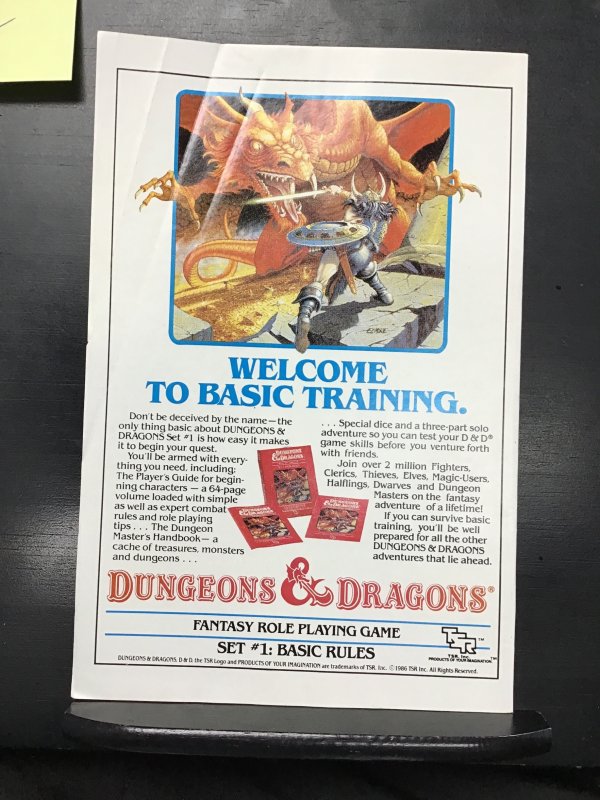 ELMORE
WELCOME
TO BASIC TRAINING.
Don't be deceived by the name—the
only thing basic about DUNGEONS &
DRAGONS Set #1 is how easy it makes
it to begin your quest.
You'll be armed with every-
thing you need, including:
The Player's Guide for begin-
ning characters — a 64-page
volume loaded with simple
as well as expert combat
rules and role playing
tips . . . The Dungeon
Master's Handbook— a
cache of treasures, monsters
and dungeons . . .
. . . Special dice and a three-part solo
adventure so you can test your D & D®
game skills before you venture forth
with friends.
Join over 2 million Fighters,
Clerics, Thieves, Elves, Magic-Users,
Halflings, Dwarves and Dungeon
Masters on the fantasy
adventure of a lifetime!
If you can survive basic
training, you'll be well
prepared for all the other
DUNGEONS & DRAGONS
adventures that lie ahead.
DUNGEONS & DRAGONS
DUNGEONS & DRAGONS®
FANTASY ROLE PLAYING GAME
SET #1: BASIC RULES
TSR™
TSR, Inc.
PRODUCTS OF YOUR IMAGINATION™
DUNGEONS & DRAGONS, D & D, the TSR Logo and PRODUCTS OF YOUR IMAGINATION are trademarks of TSR, Inc. ©1986 TSR Inc. All Rights Reserved.